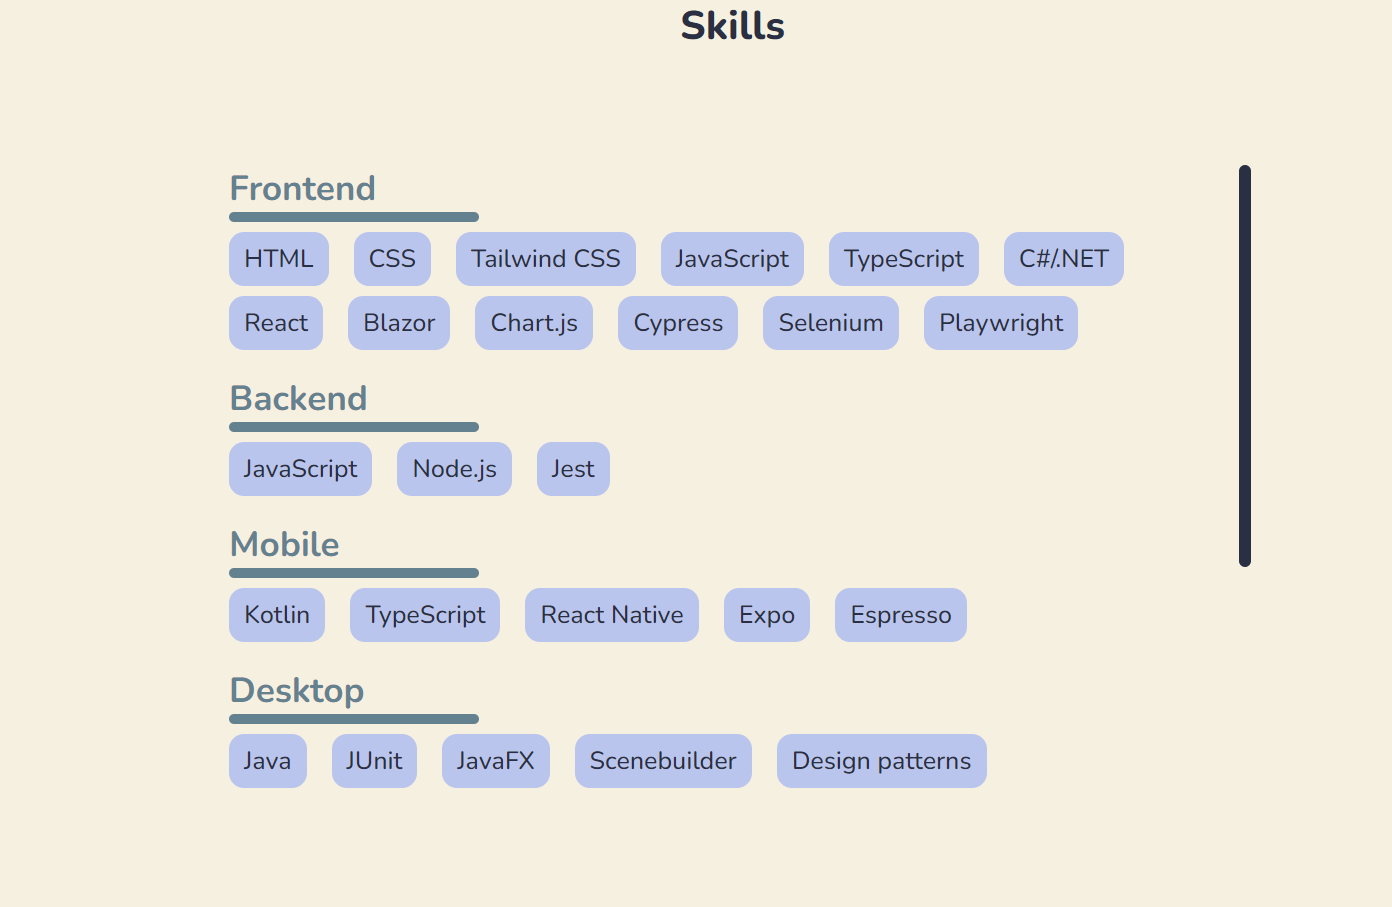 Skills
Frontend
HTML CSS Tailwind CSS JavaScript TypeScript C#/.NET
React Blazor Chart.js Cypress Selenium Playwright
Backend
JavaScript Node.js Jest
Mobile
Kotlin TypeScript React Native Expo Espresso
Desktop
Java JUnit JavaFX Scenebuilder Design patterns